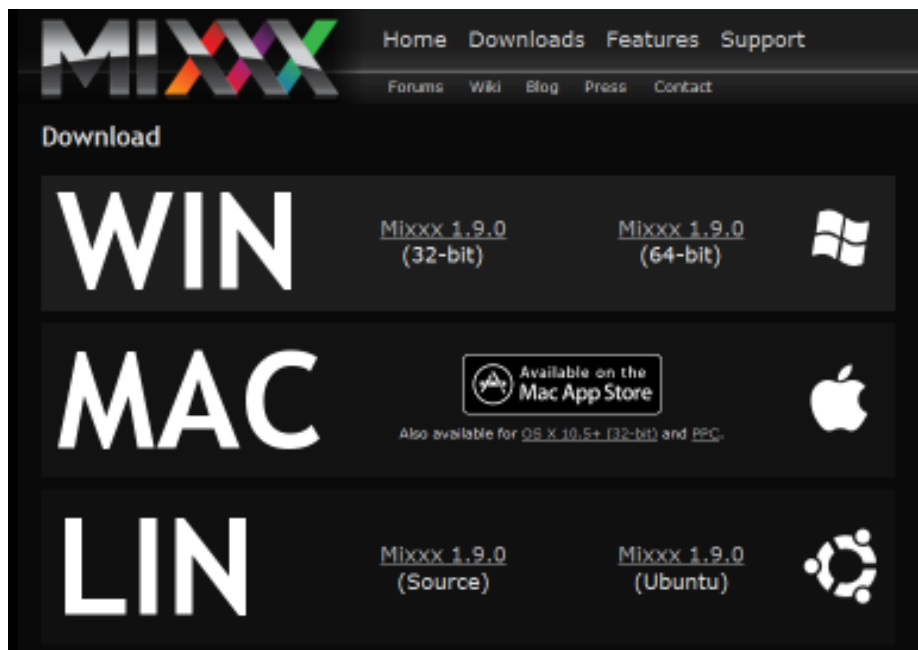 MIXXX
Home Downloads Features Support
Forums Wiki Blog Press Contact
Download
WIN
Mixxx 1.9.0
(32-bit)
Mixxx 1.9.0
(64-bit)
MAC
Available on the
Mac App Store
Also available for OS X 10.5+ (32-bit) and PPC.
LIN
Mixxx 1.9.0
(Source)
Mixxx 1.9.0
(Ubuntu)